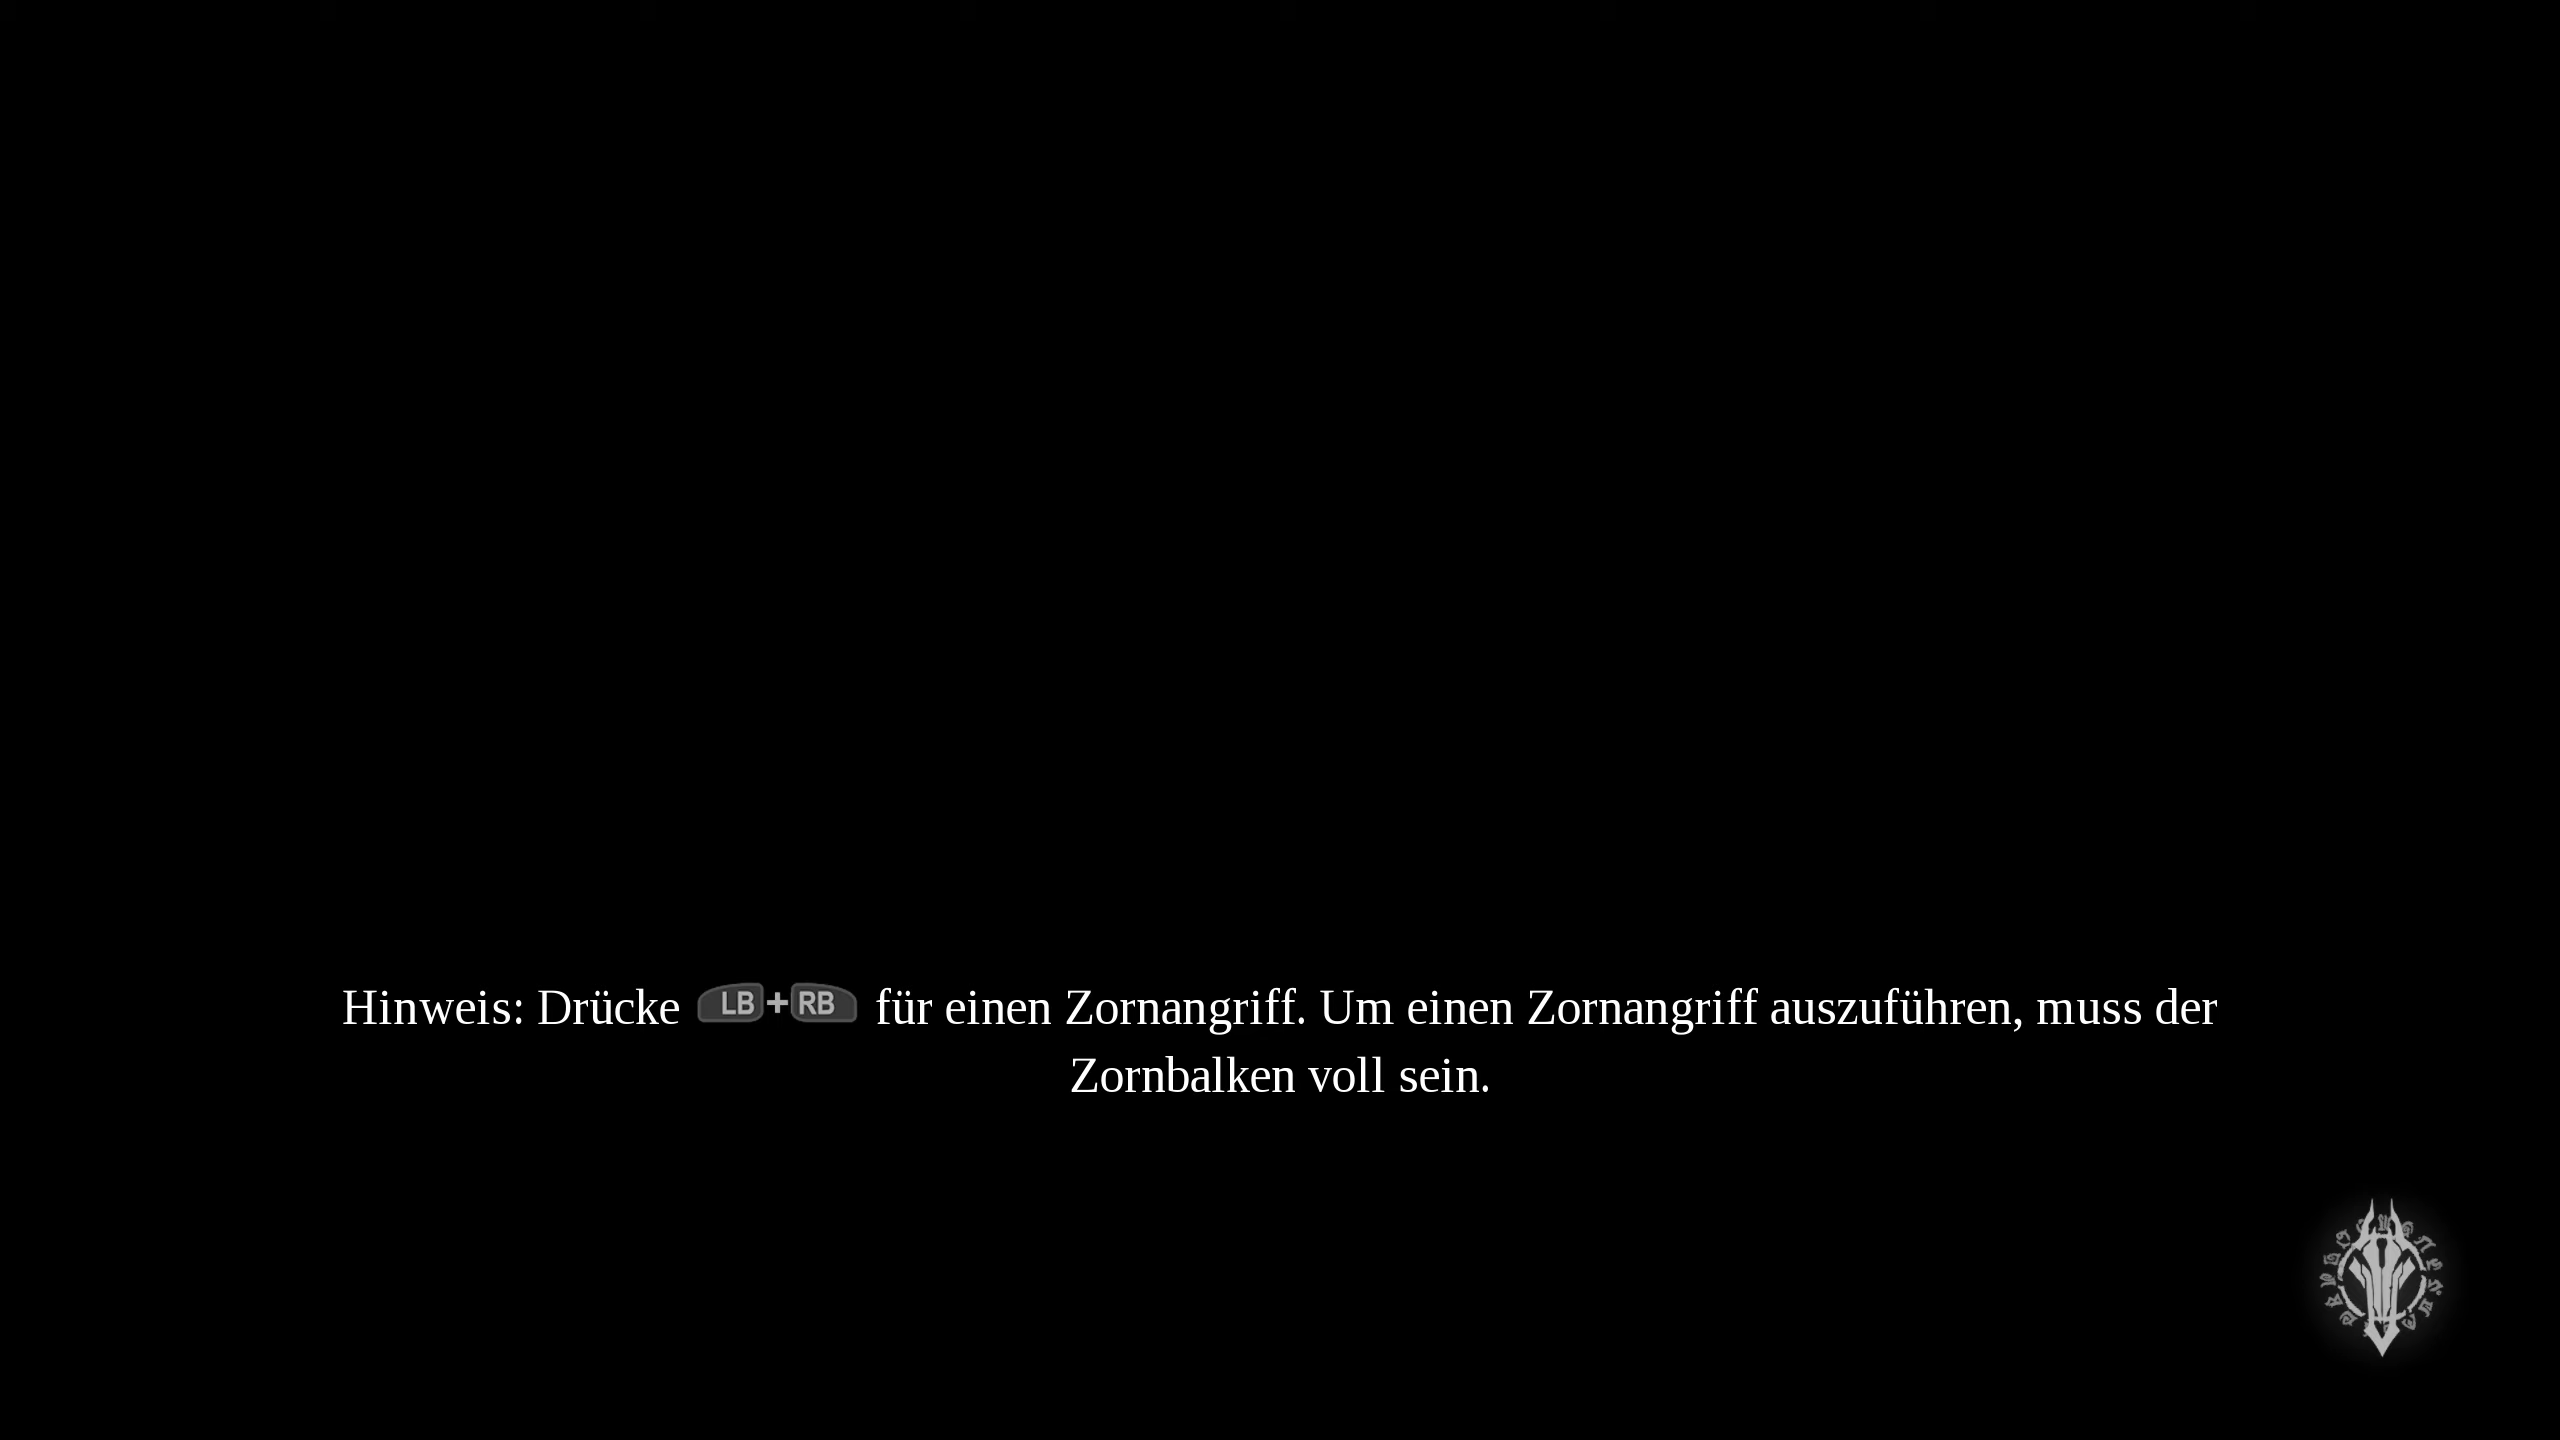 Hinweis: Drücke LB+RB für einen Zornangriff. Um einen Zornangriff auszuführen, muss der
Zornbalken voll sein.